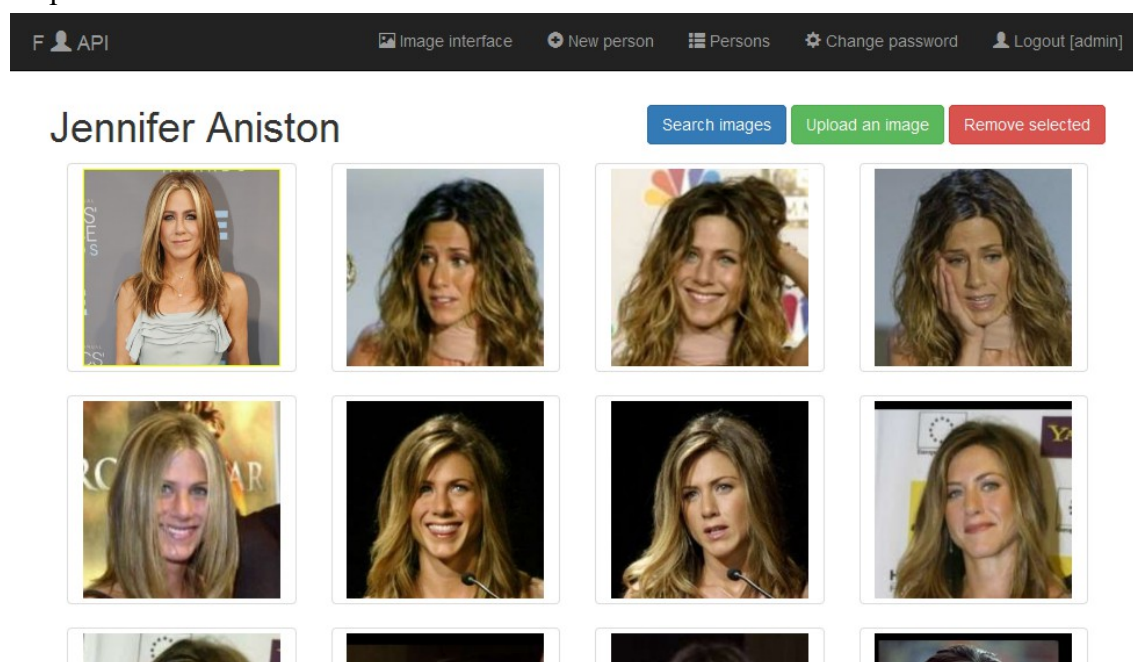 F API Image interface New person Persons Change password Logout [admin]
Jennifer Aniston Search images Upload an image Remove selected
AR